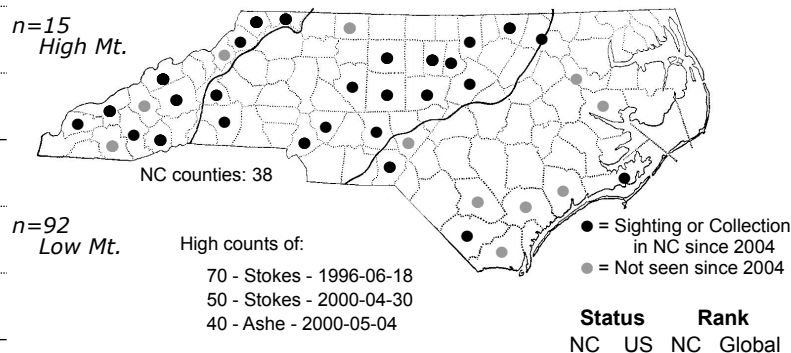 n=15
High Mt.
NC counties: 38
n=92
Low Mt.
High counts of:
70 - Stokes - 1996-06-18
50 - Stokes - 2000-04-30
40 - Ashe - 2000-05-04
= Sighting or Collection
in NC since 2004
= Not seen since 2004
Status Rank
NC US NC Global